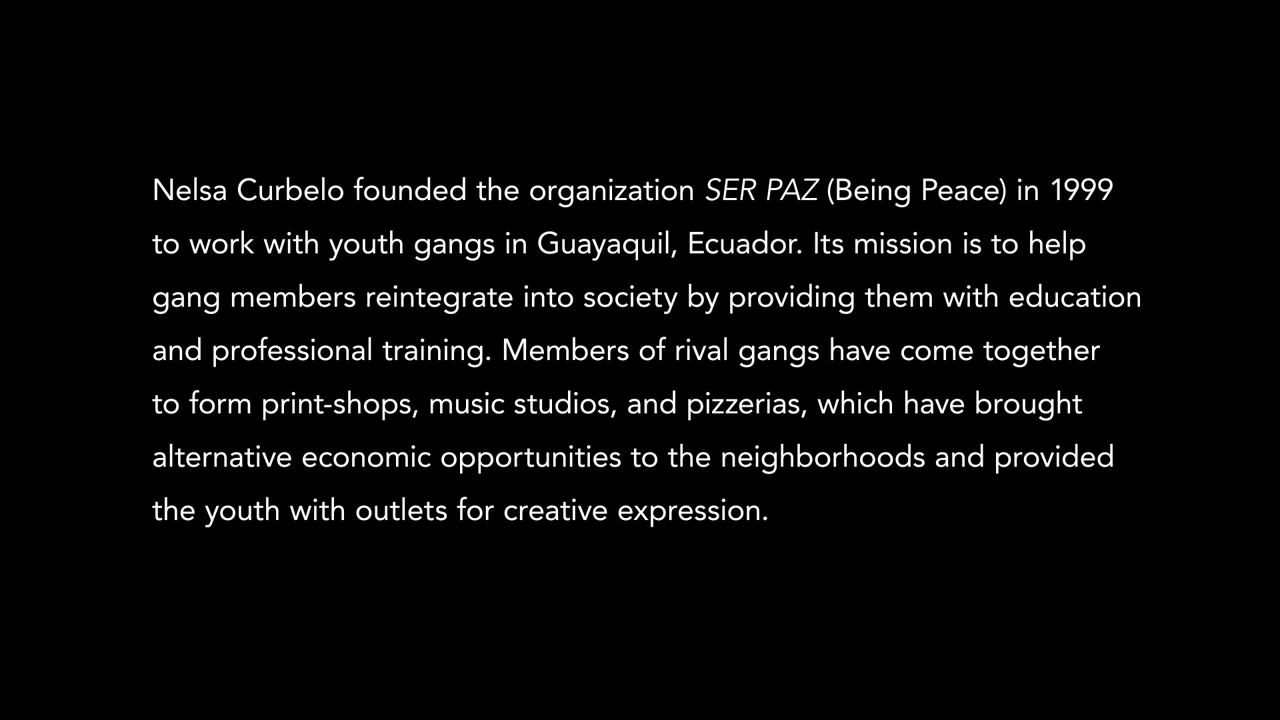 Nelsa Curbelo founded the organization SER PAZ (Being Peace) in 1999
to work with youth gangs in Guayaquil, Ecuador. Its mission is to help
gang members reintegrate into society by providing them with education
and professional training. Members of rival gangs have come together
to form print-shops, music studios, and pizzerias, which have brought
alternative economic opportunities to the neighborhoods and provided
the youth with outlets for creative expression.